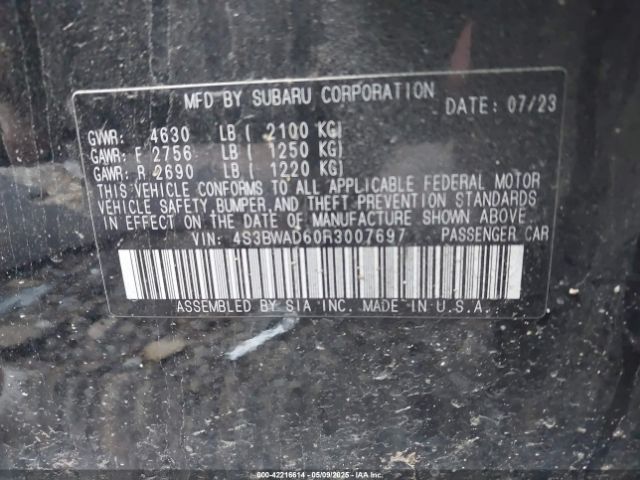 MFD BY SUBARU CORPORATION
DATE: 07/23
GVWR: 4630 LB ( 2100 KG)
GAWR: F 2756 LB ( 1250 KG)
GAWR: R 2690 LB ( 1220 KG)
THIS VEHICLE CONFORMS TO ALL APPLICABLE FEDERAL MOTOR
VEHICLE SAFETY, BUMPER, AND THEFT PREVENTION STANDARDS
IN EFFECT ON THE DATE OF MANUFACTURE SHOWN ABOVE
VIN: 4S3BWAD60R3007697 PASSENGER CAR
ASSEMBLED BY SIA INC. MADE IN U.S.A.
000-42216614 - 05/09/2025 - IAAI.COM